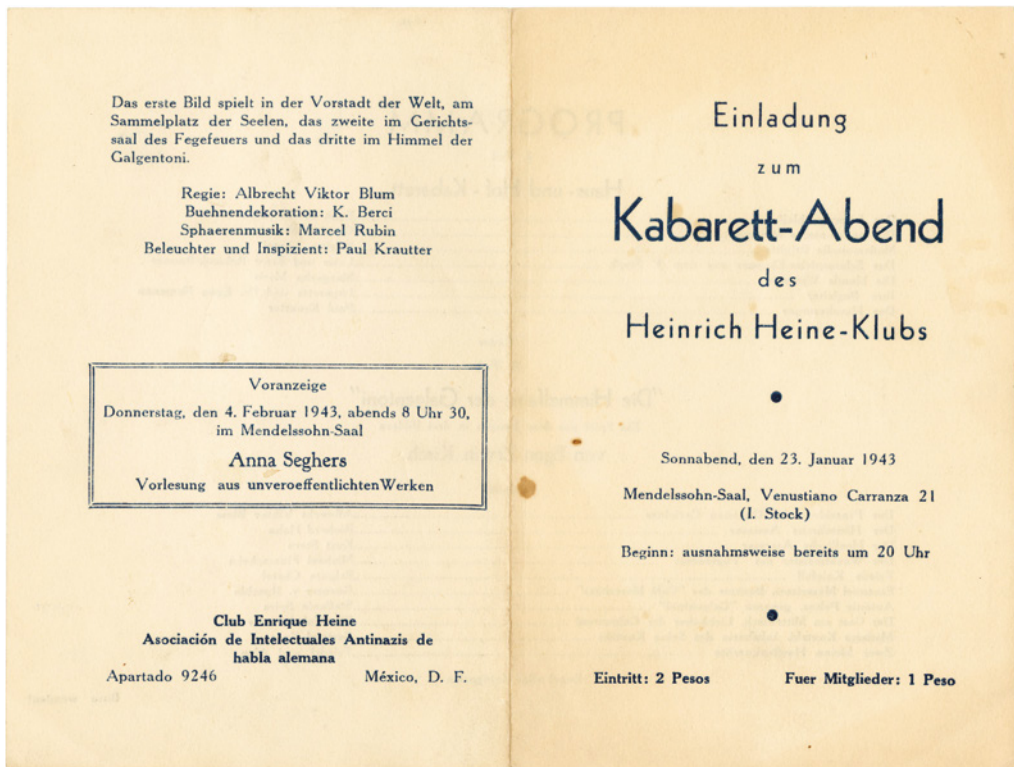 Das erste Bild spielt in der Vorstadt der Welt, am
Sammelplatz der Seelen, das zweite im Gerichts-
saal des Fegefeuers und das dritte im Himmel der
Galgentoni.
Regie: Albrecht Viktor Blum
Buehnendekoration: K. Berci
Sphaerenmusik: Marcel Rubin
Beleuchter und Inspizient: Paul Krautter
Voranzeige
Donnerstag, den 4. Februar 1943, abends 8 Uhr 30,
im Mendelssohn-Saal
Anna Seghers
Vorlesung aus unveroeffentlichten Werken
Club Enrique Heine
Asociación de Intelectuales Antinazis de
habla alemana
Apartado 9246 México, D. F.
Einladung
zum
Kabarett-Abend
des
Heinrich Heine-Klubs
Sonnabend, den 23. Januar 1943
Mendelssohn-Saal, Venustiano Carranza 21
(I. Stock)
Beginn: ausnahmsweise bereits um 20 Uhr
Eintritt: 2 Pesos Fuer Mitglieder: 1 Peso